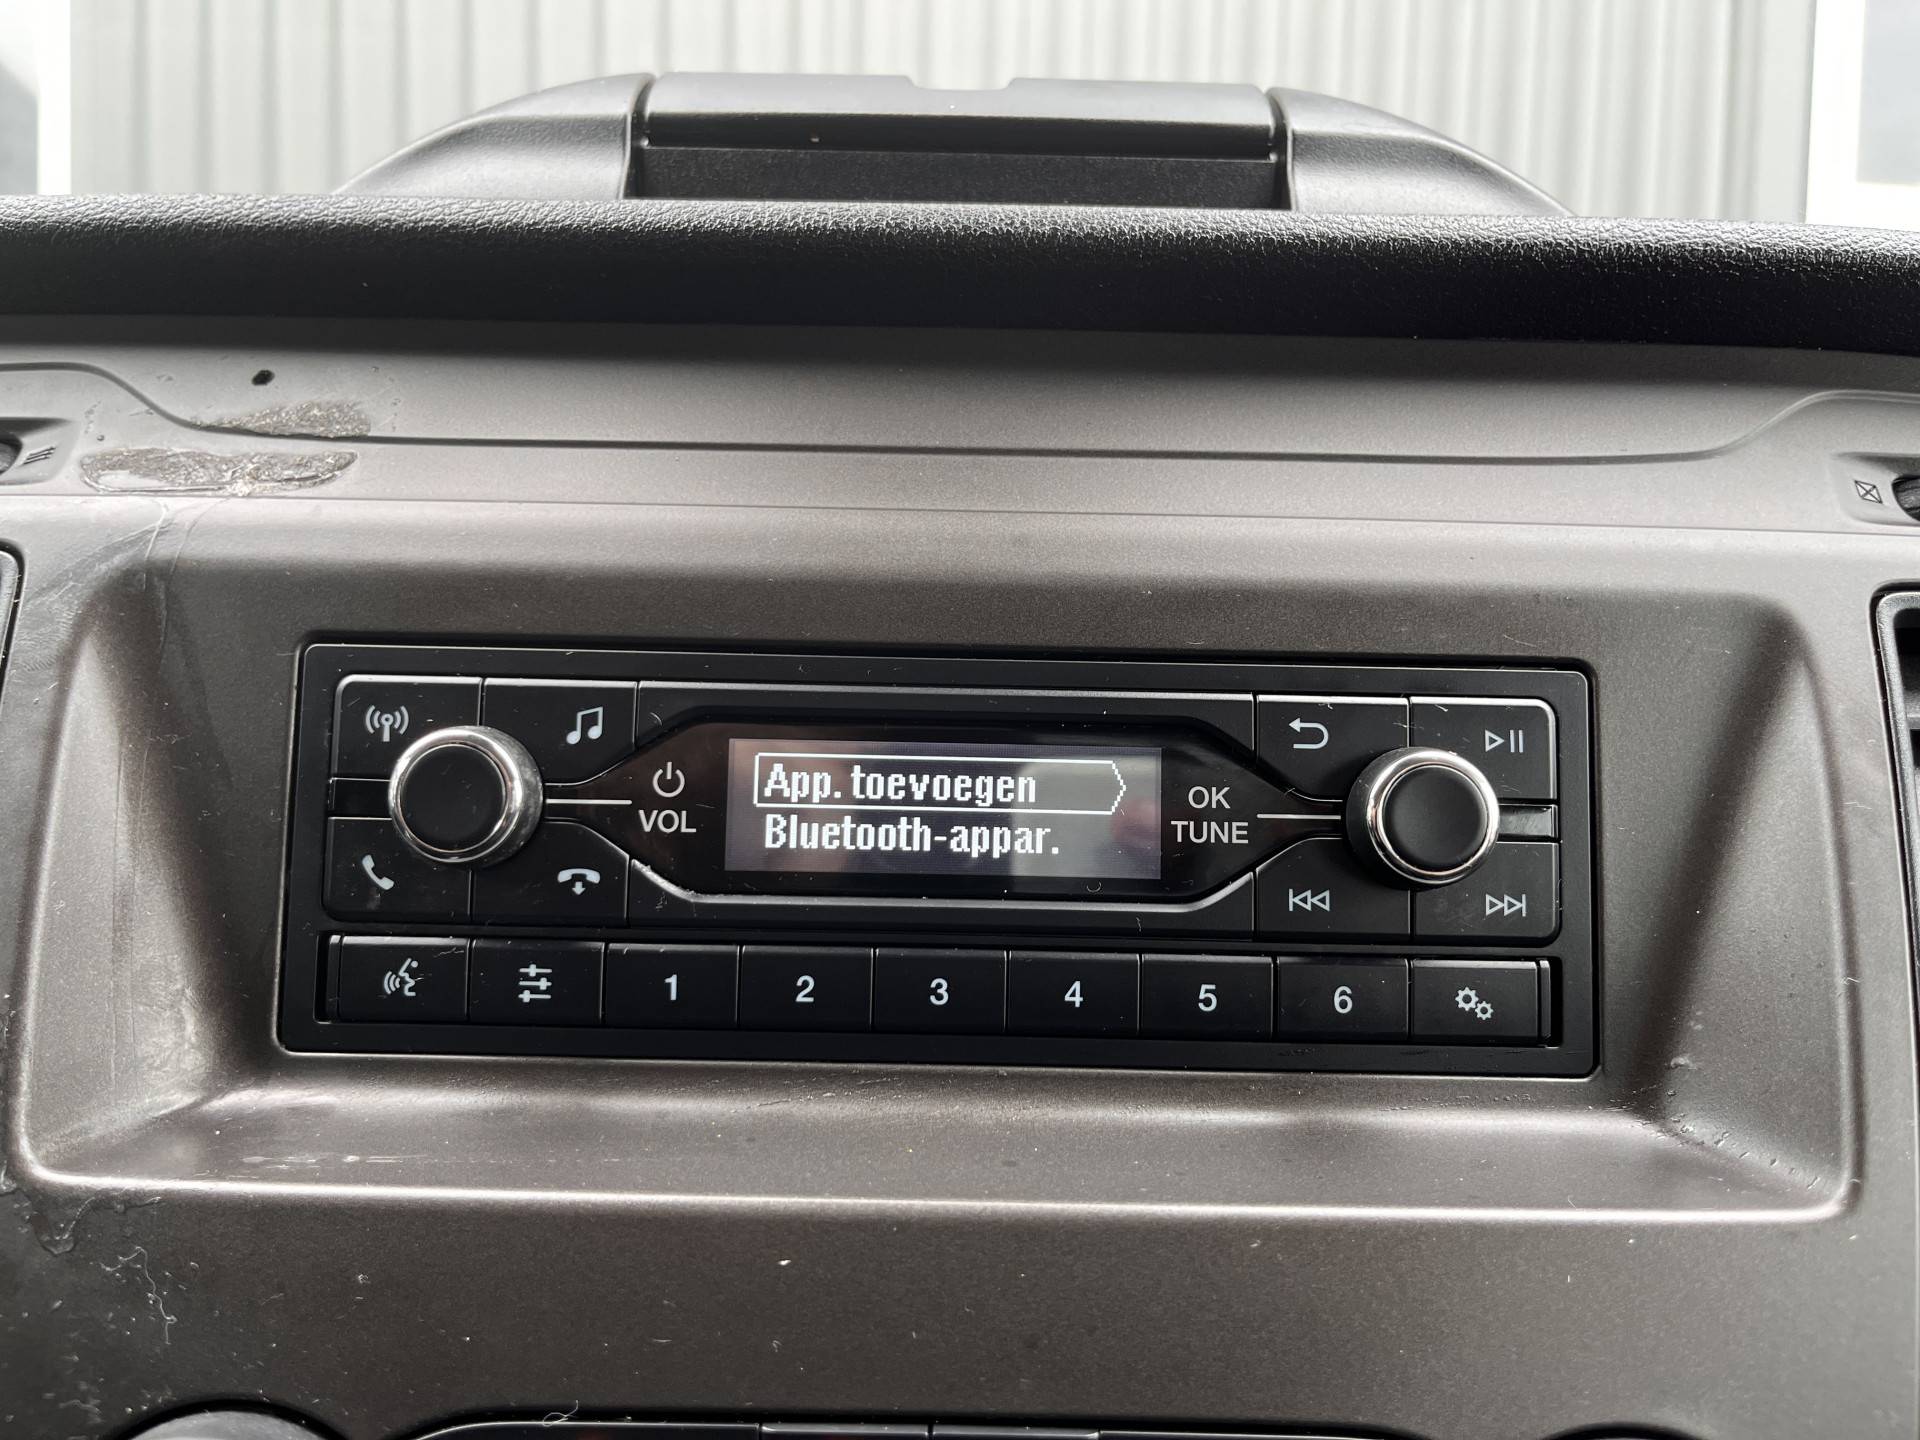 App. toevoegen
Bluetooth-appar.
VOL
OK
TUNE
1 2 3 4 5 6